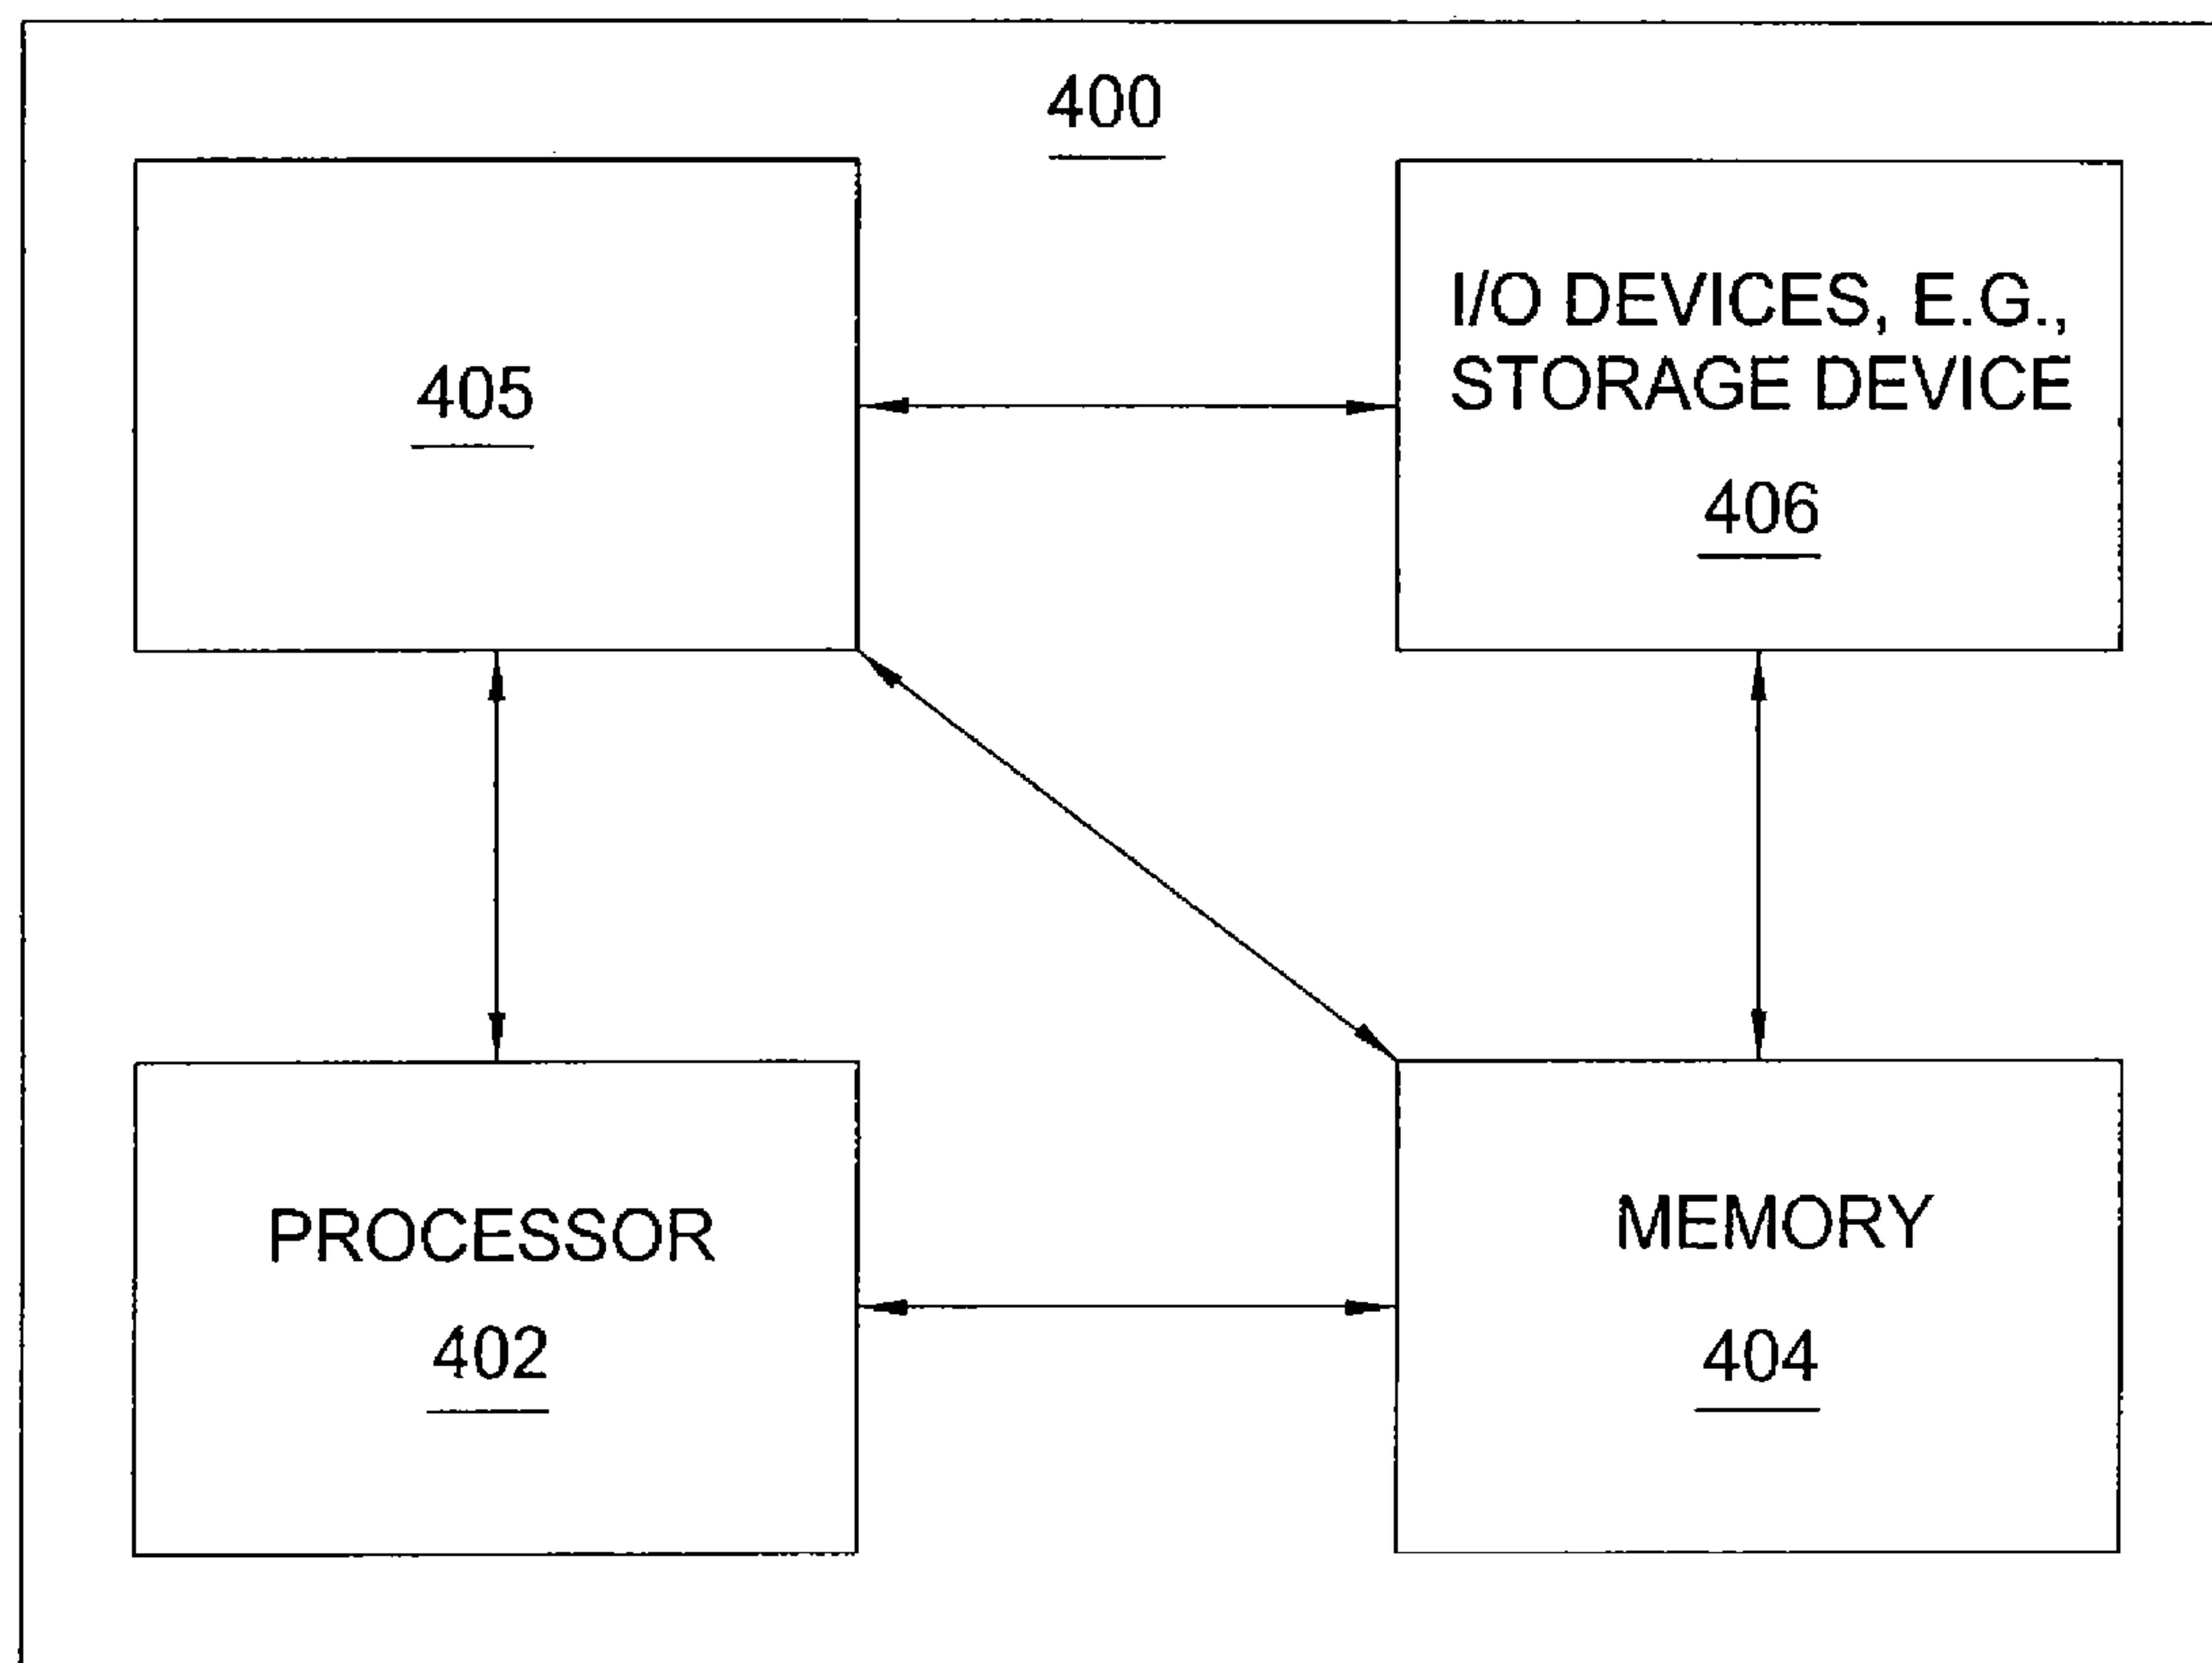 400
405
I/O DEVICES, E.G.,
STORAGE DEVICE
406
PROCESSOR
402
MEMORY
404